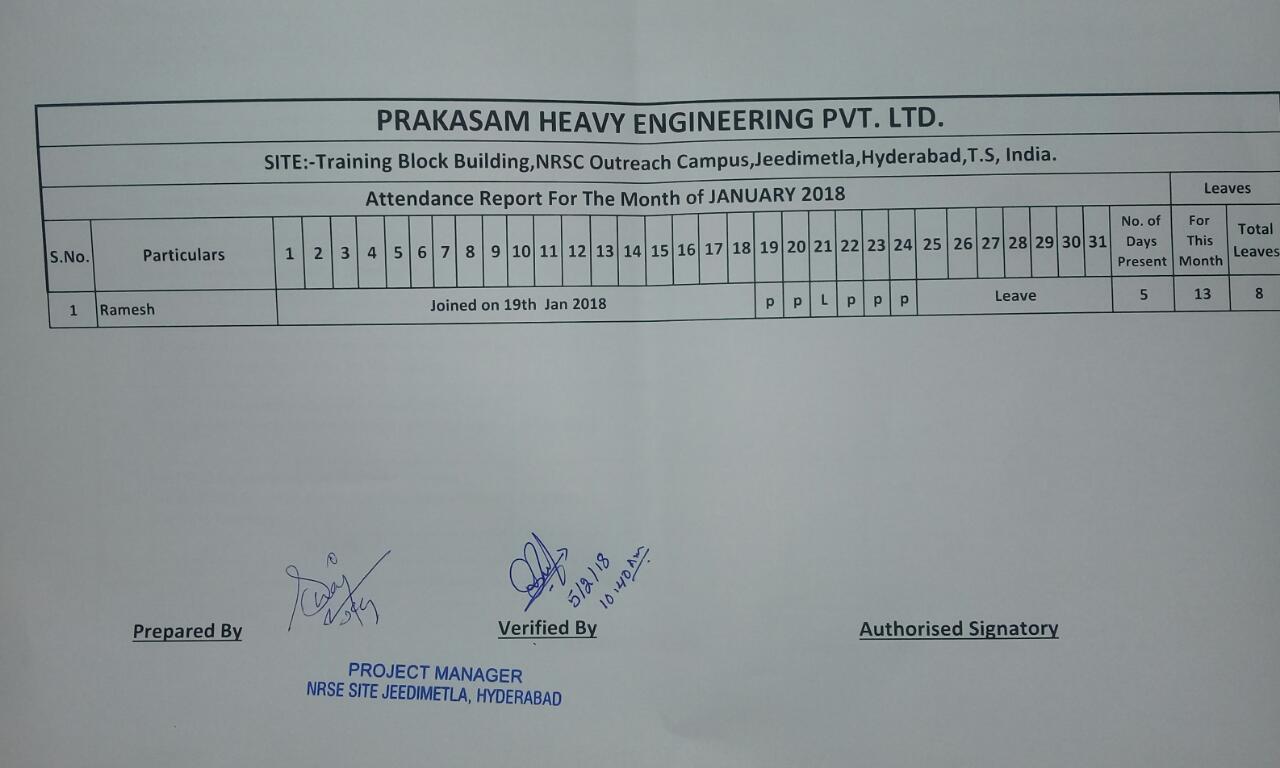 PRAKASAM HEAVY ENGINEERING PVT. LTD.
SITE:-Training Block Building,NRSC Outreach Campus,Jeedimetla,Hyderabad,T.S, India.
Attendance Report For The Month of JANUARY 2018 Leaves
S.No. Particulars 1 2 3 4 5 6 7 8 9 10 11 12 13 14 15 16 17 18 19 20 21 22 23 24 25 26 27 28 29 30 31 No. of Days Present For This Month Total Leaves
1 Ramesh Joined on 19th Jan 2018 p p L p p p Leave 5 13 8
5/2/18
10:40 Am
Prepared By Verified By Authorised Signatory
PROJECT MANAGER
NRSE SITE JEEDIMETLA, HYDERABAD